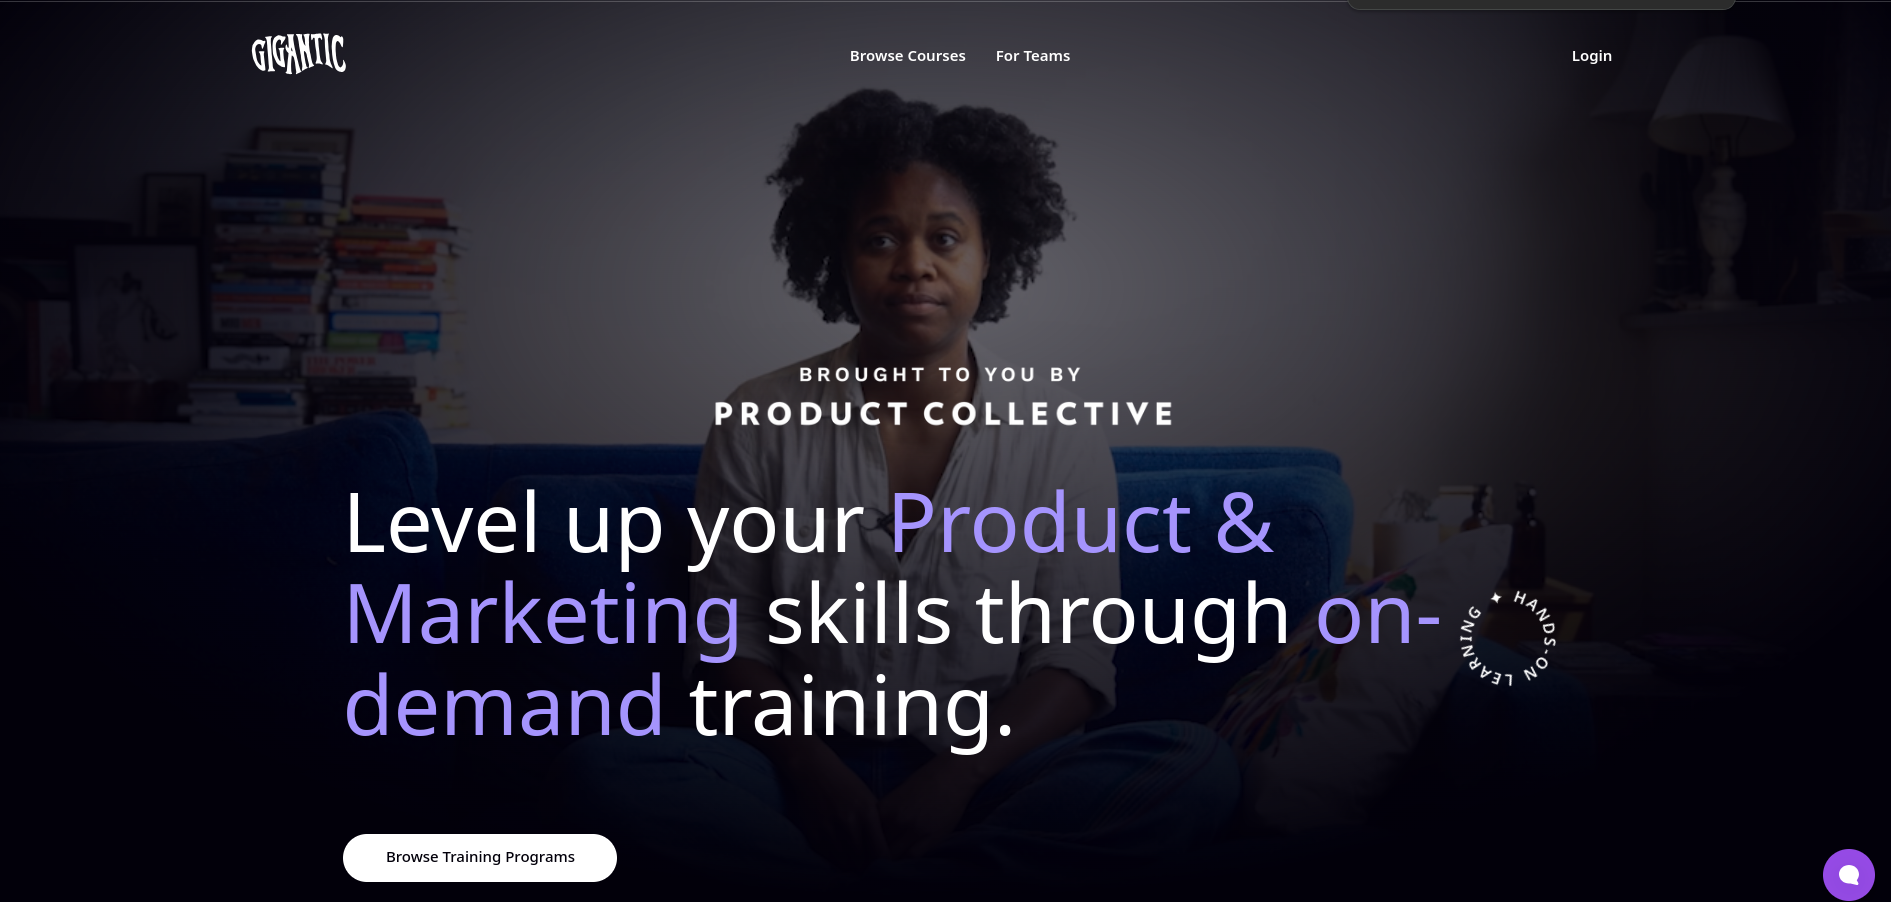 GIGANTIC
Browse Courses
For Teams
Login
BROUGHT TO YOU BY
PRODUCT COLLECTIVE
Level up your Product &
Marketing skills through on-
demand training.
✦ HANDS-ON LEARNING
Browse Training Programs